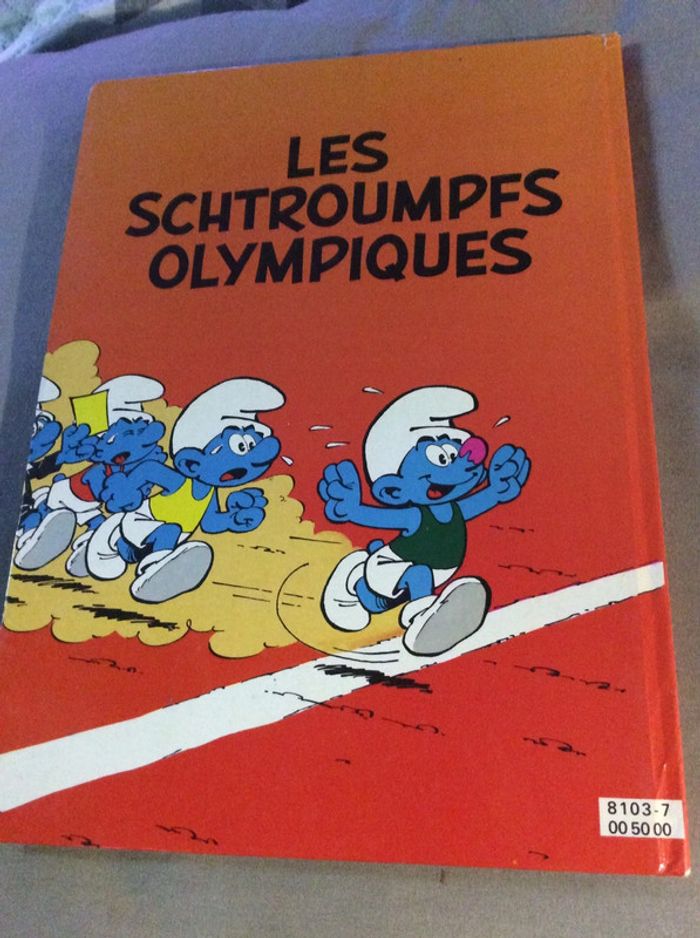 LES
SCHTROUMPFS
OLYMPIQUES
8103-7
00 50 00